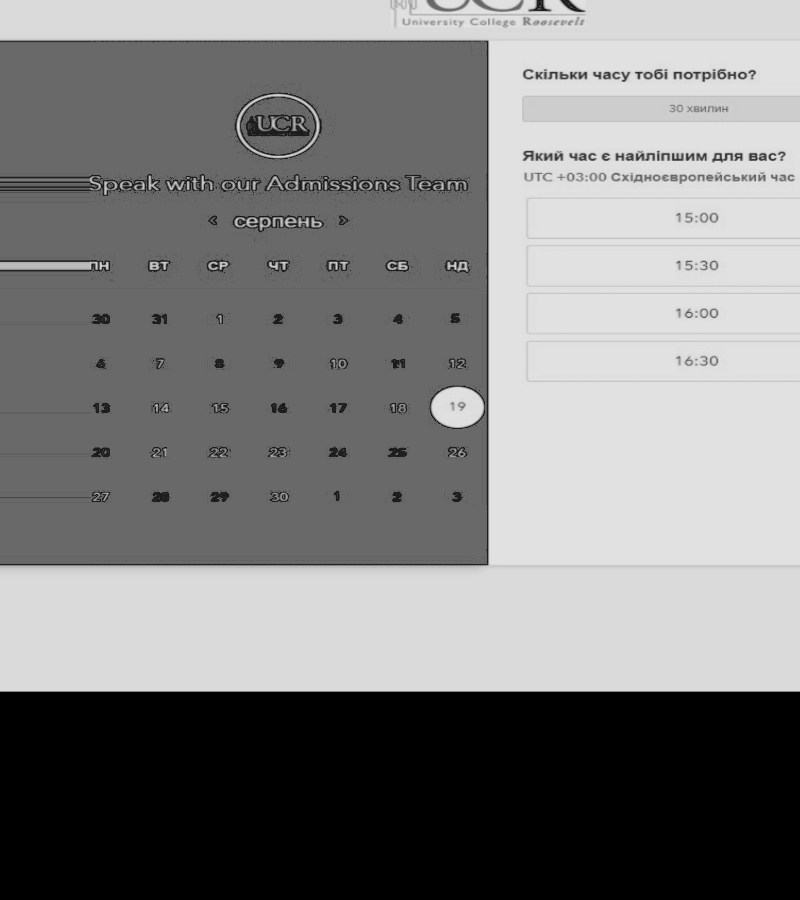 UCR
University College Roosevelt
UCR
Speak with our Admissions Team
< серпень >
ПН ВТ СР ЧТ ПТ СБ НД
30 31 1 2 3 4 5
6 7 8 9 10 11 12
13 14 15 16 17 18 19
20 21 22 23 24 25 26
27 28 29 30 1 2 3
Скільки часу тобі потрібно?
30 хвилин
Який час є найліпшим для вас?
UTC +03:00 Східноєвропейський час
15:00
15:30
16:00
16:30